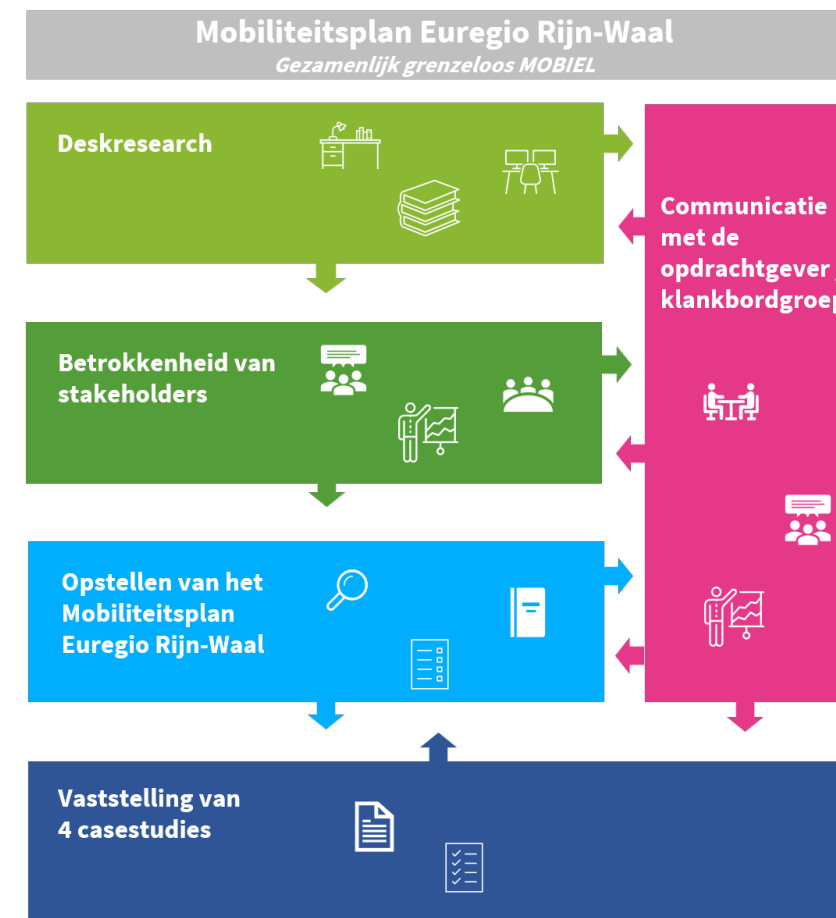 Mobiliteitsplan Euregio Rijn-Waal
Gezamenlijk grenzeloos MOBIEL
Deskresearch
Communicatie
met de
opdrachtgever
Betrokkenheid van
stakeholders
Opstellen van het
Mobiliteitsplan
Euregio Rijn-Waal
Vaststelling van
4 casestudies